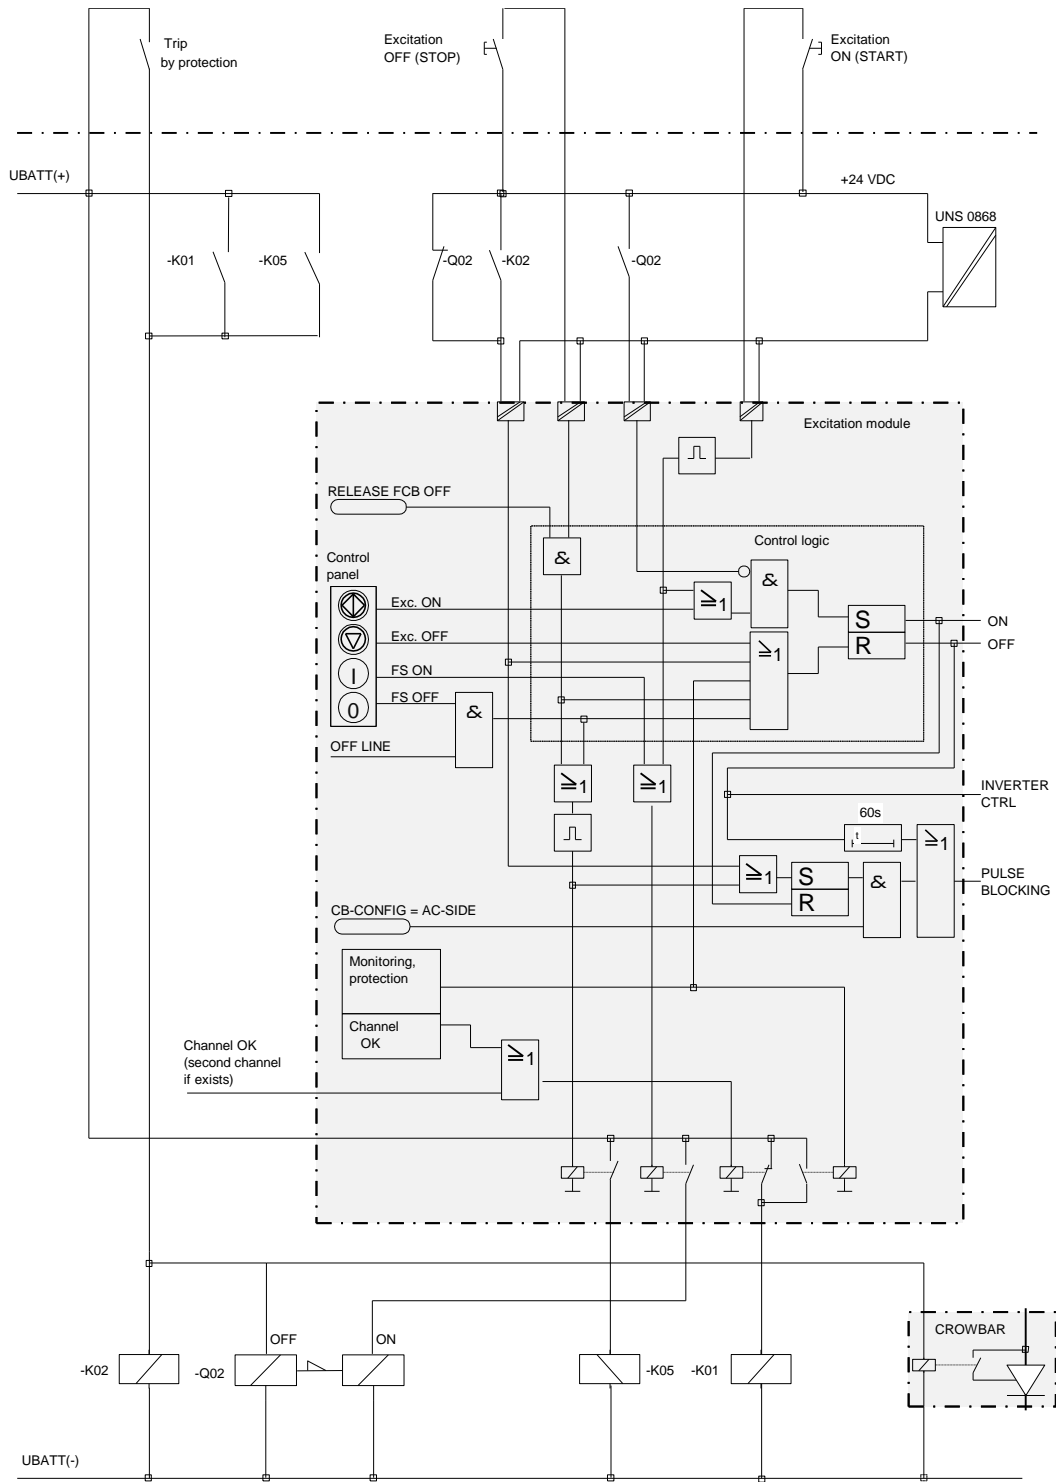 Trip
by protection
Excitation
OFF (STOP)
Excitation
ON (START)
UBATT(+)
+24 VDC
UNS 0868
-K01
-K05
-Q02
-K02
-Q02
Excitation module
RELEASE FCB OFF
Control logic
&
Control
panel
&
Exc. ON
≧1
S
ON
Exc. OFF
≧1
R
OFF
I
FS ON
0
FS OFF
&
OFF LINE
≧1
≧1
INVERTER
CTRL
60s
t
≧1
≧1
S
&
PULSE
BLOCKING
R
CB-CONFIG = AC-SIDE
Monitoring,
protection
Channel
OK
Channel OK
(second channel
if exists)
≧1
CROWBAR
OFF
ON
-K02
-Q02
-K05
-K01
UBATT(-)